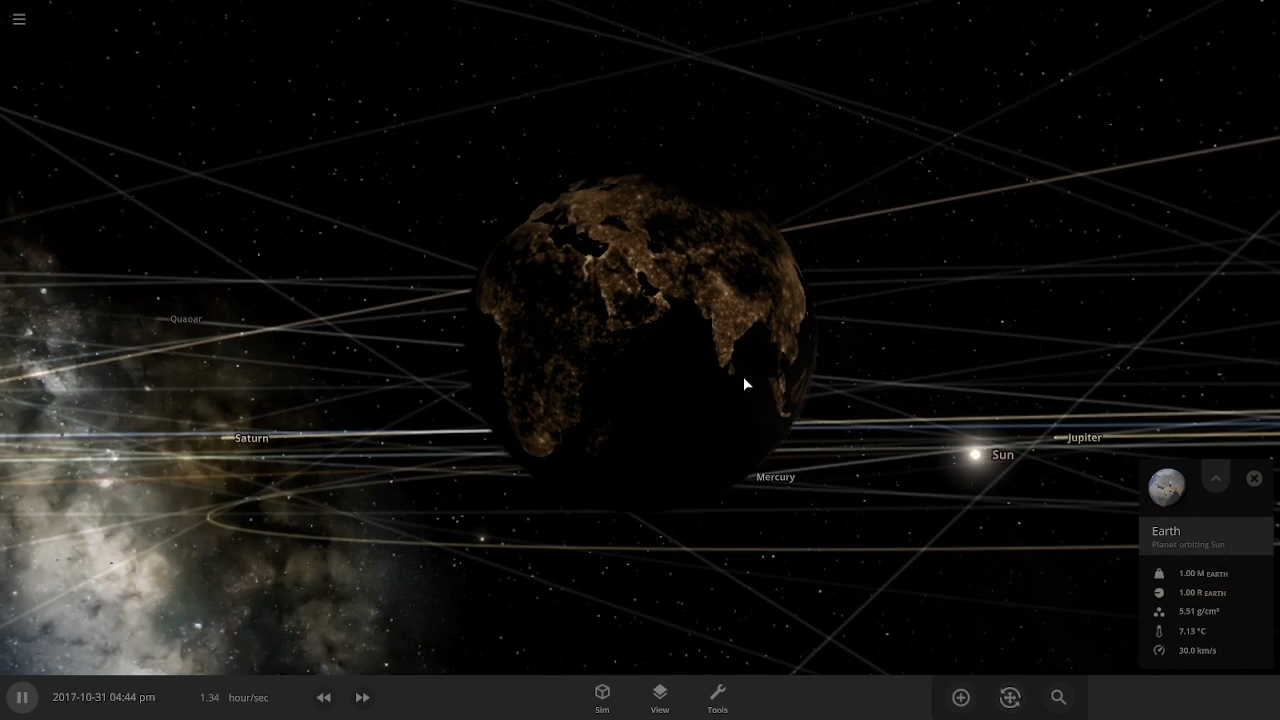 Quaoar
Saturn
Jupiter
Sun
Mercury
Earth
Planet orbiting Sun
1.00 M EARTH
1.00 R EARTH
5.51 g/cm³
7.13 °C
30.0 km/s
2017-10-31 04:44 pm
1.34 hour/sec
Sim
View
Tools